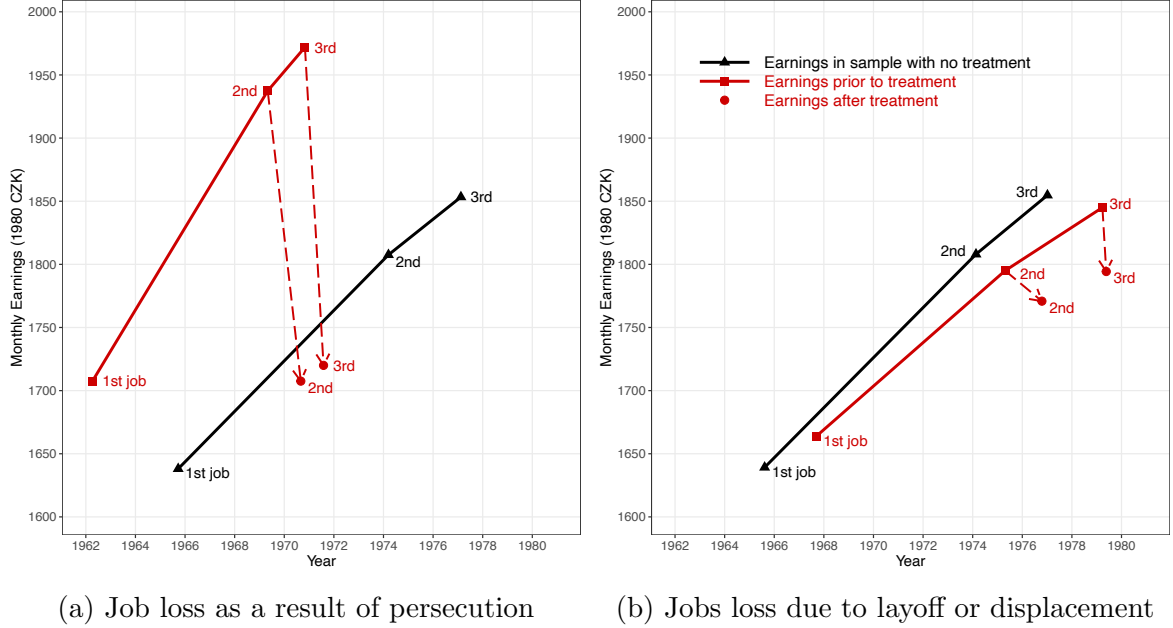 2000
1950
1900
1850
1800
1750
1700
1650
1600
Monthly Earnings (1980 CZK)
3rd
2nd
3rd
2nd
3rd
2nd
1st job
1st job
1962 1964 1966 1968 1970 1972 1974 1976 1978 1980
Year
(a) Job loss as a result of persecution
2000
1950
1900
1850
1800
1750
1700
1650
1600
Monthly Earnings (1980 CZK)
Earnings in sample with no treatment
Earnings prior to treatment
Earnings after treatment
3rd
3rd
2nd
2nd
3rd
2nd
1st job
1st job
1962 1964 1966 1968 1970 1972 1974 1976 1978 1980
Year
(b) Jobs loss due to layoff or displacement